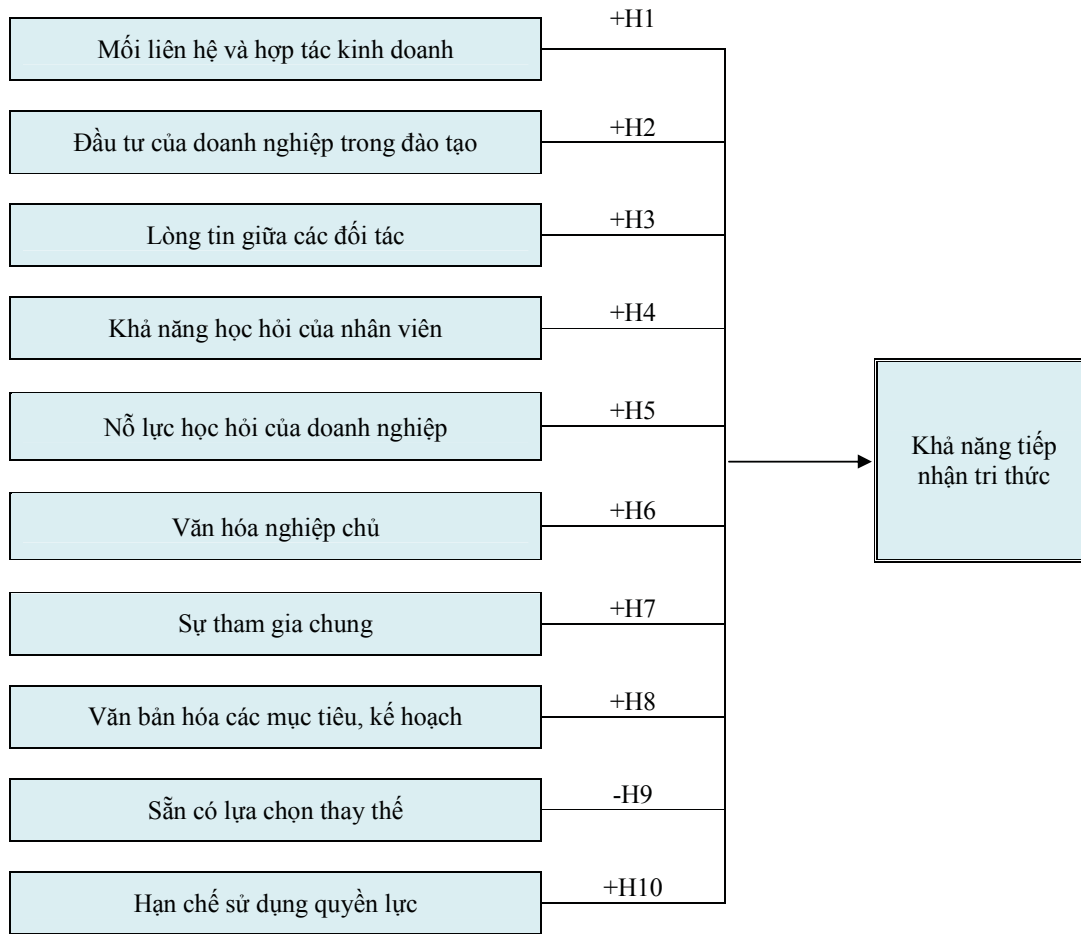 Mối liên hệ và hợp tác kinh doanh
+H1
Đầu tư của doanh nghiệp trong đào tạo
+H2
Lòng tin giữa các đối tác
+H3
Khả năng học hỏi của nhân viên
+H4
Nỗ lực học hỏi của doanh nghiệp
+H5
Văn hóa nghiệp chủ
+H6
Sự tham gia chung
+H7
Văn bản hóa các mục tiêu, kế hoạch
+H8
Sẵn có lựa chọn thay thế
-H9
Hạn chế sử dụng quyền lực
+H10
Khả năng tiếp
nhận tri thức